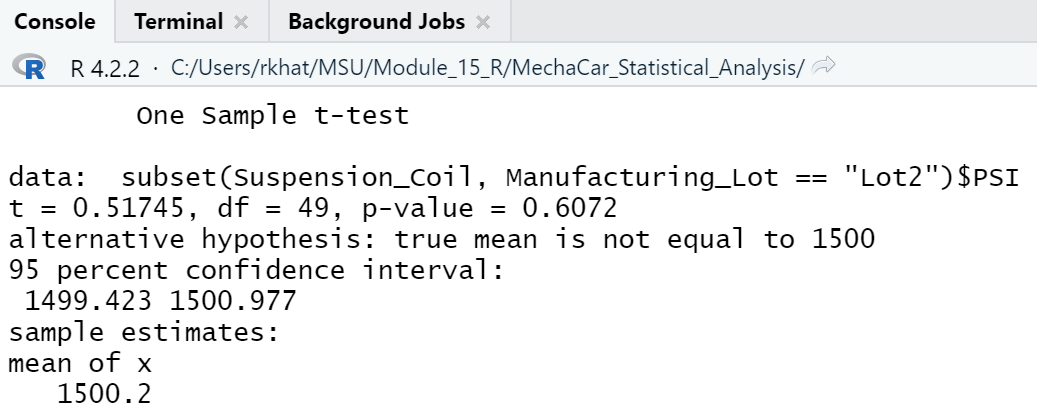 Console Terminal Background Jobs
R R 4.2.2 · C:/Users/rkhat/MSU/Module_15_R/MechaCar_Statistical_Analysis/
One Sample t-test
data:  subset(Suspension_Coil, Manufacturing_Lot == "Lot2")$PSI
t = 0.51745, df = 49, p-value = 0.6072
alternative hypothesis: true mean is not equal to 1500
95 percent confidence interval:
 1499.423 1500.977
sample estimates:
mean of x
   1500.2